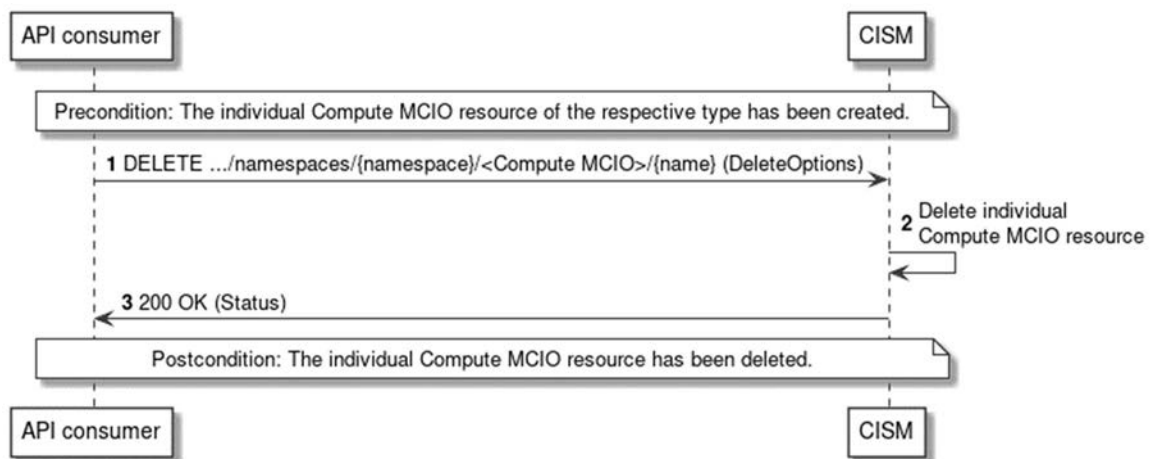 API consumer
CISM
Precondition: The individual Compute MCIO resource of the respective type has been created.
1 DELETE .../namespaces/{namespace}/<Compute MCIO>/{name} (DeleteOptions)
2 Delete individual
Compute MCIO resource
3 200 OK (Status)
Postcondition: The individual Compute MCIO resource has been deleted.
API consumer
CISM